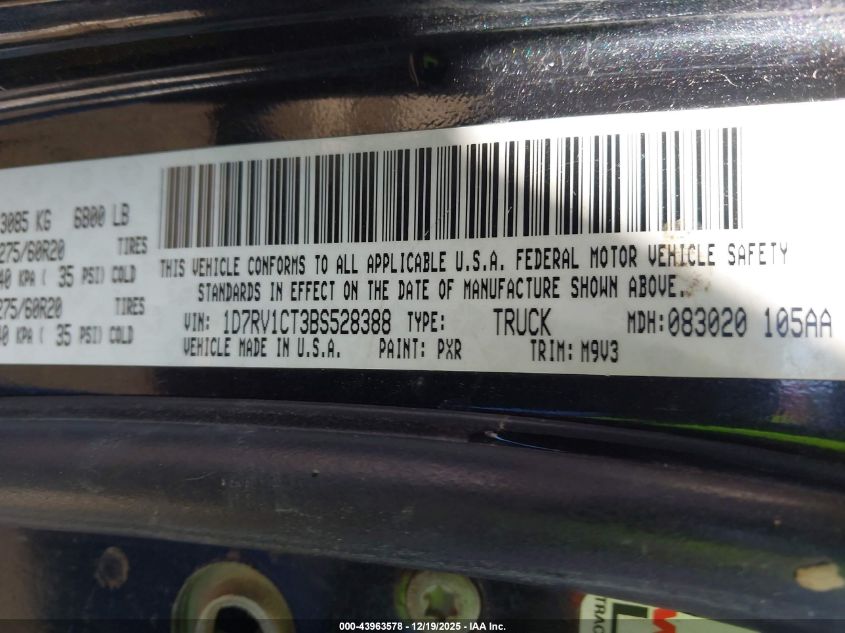 3085 KG 6800 LB
275/60R20 TIRES
40 KPA ( 35 PSI) COLD
275/60R20 TIRES
40 KPA ( 35 PSI) COLD
THIS VEHICLE CONFORMS TO ALL APPLICABLE U.S.A. FEDERAL MOTOR VEHICLE SAFETY
STANDARDS IN EFFECT ON THE DATE OF MANUFACTURE SHOWN ABOVE.
VIN: 1D7RV1CT3BS528388 TYPE: TRUCK MDH: 083020 105AA
VEHICLE MADE IN U.S.A. PAINT: PXR TRIM: M9V3
TRAC
000-43963578 - 12/19/2025 - IAA Inc.